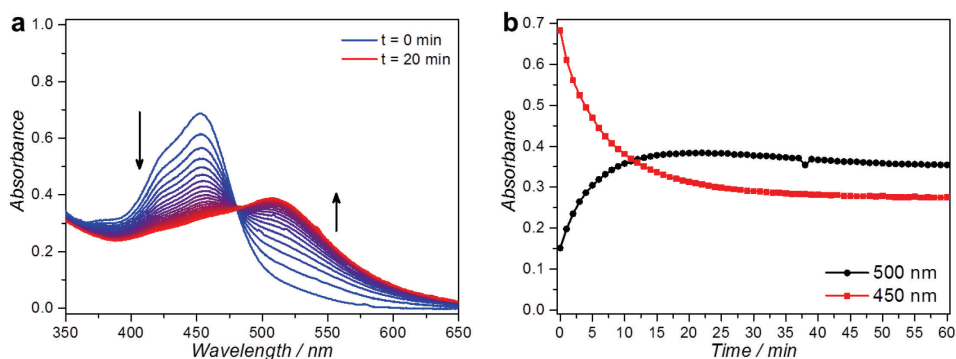 a
t = 0 min
t = 20 min
Absorbance
1.0
0.8
0.6
0.4
0.2
0.0
350 400 450 500 550 600 650
Wavelength / nm
b
Absorbance
0.7
0.6
0.5
0.4
0.3
0.2
0.1
500 nm
450 nm
0 5 10 15 20 25 30 35 40 45 50 55 60
Time / min